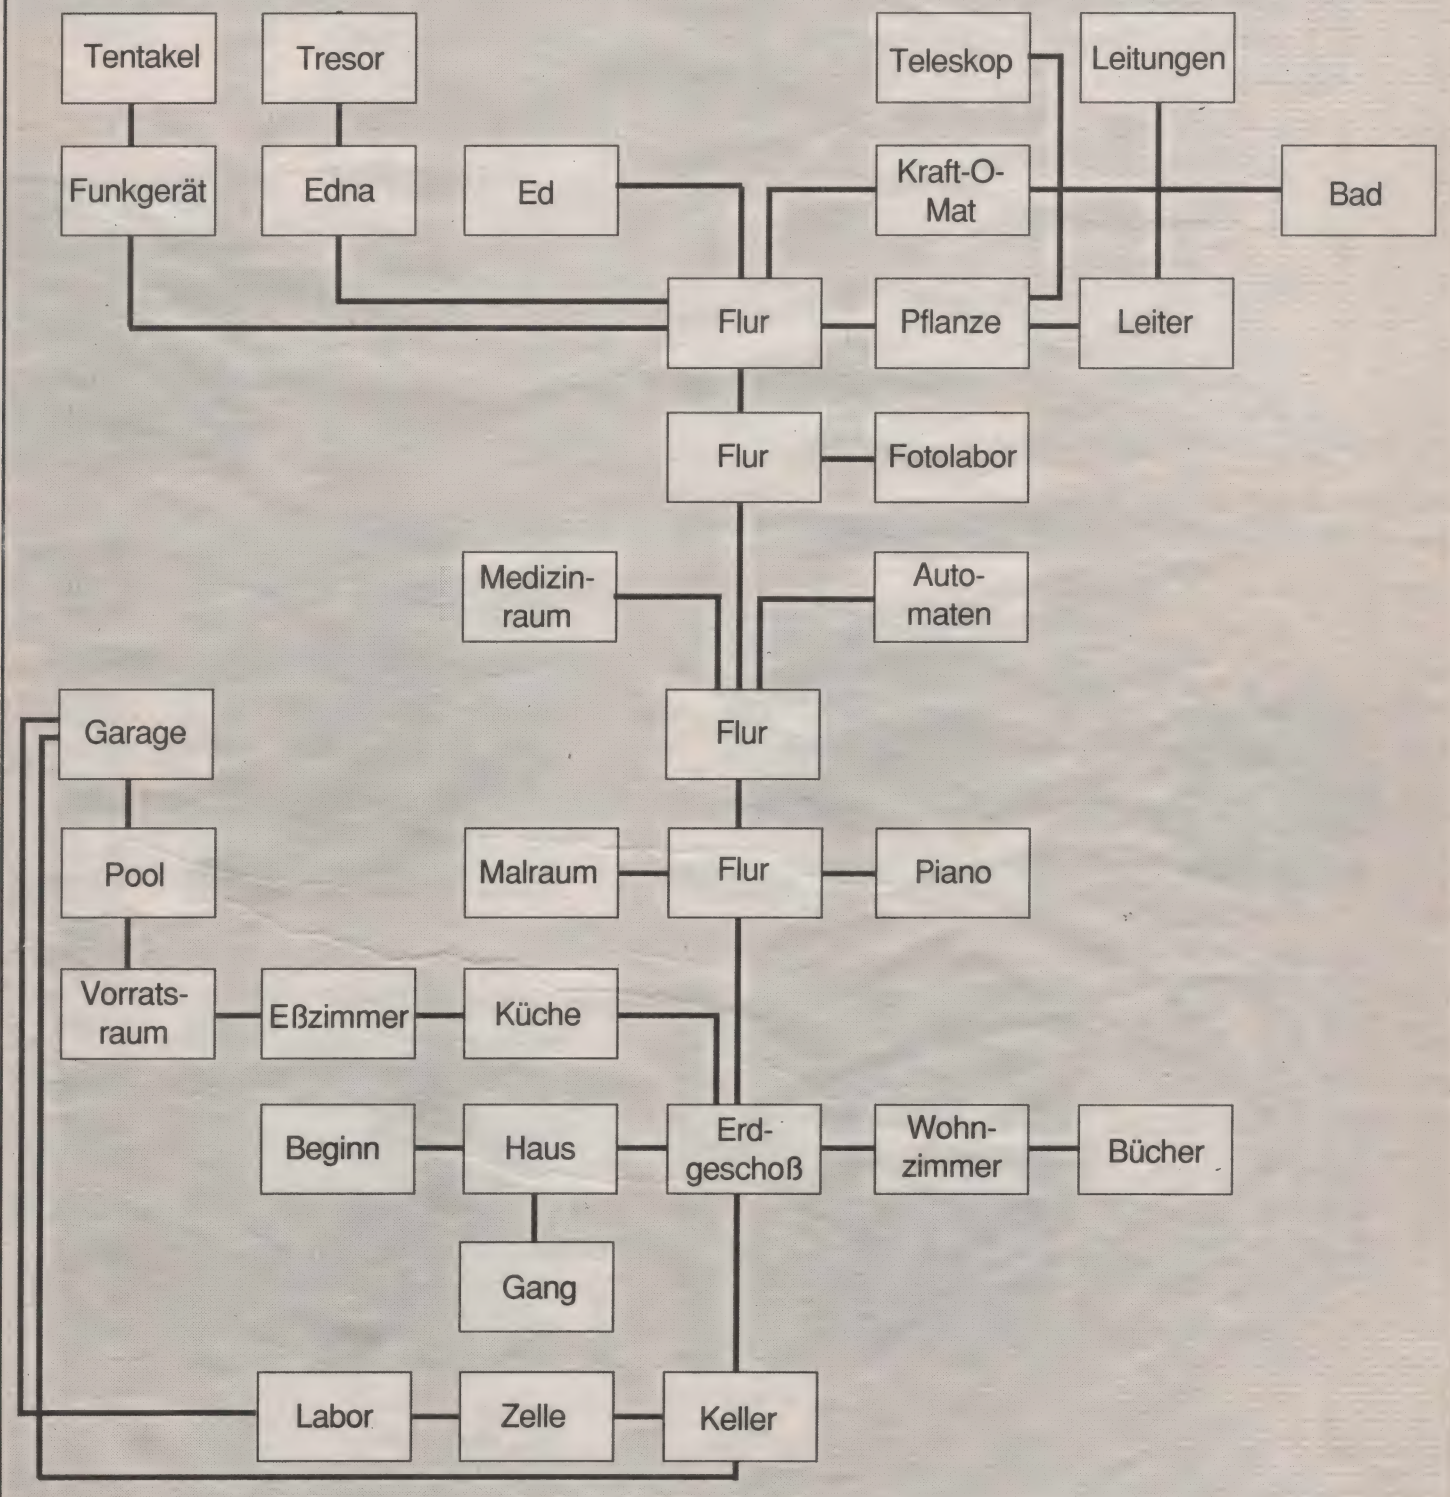 Tentakel
Tresor
Teleskop
Leitungen
Funkgerät
Edna
Ed
Kraft-O-
Mat
Bad
Flur
Pflanze
Leiter
Flur
Fotolabor
Medizin-
raum
Auto-
maten
Garage
Flur
Pool
Malraum
Flur
Piano
Vorrats-
raum
Eßzimmer
Küche
Beginn
Haus
Erd-
geschoß
Wohn-
zimmer
Bücher
Gang
Labor
Zelle
Keller